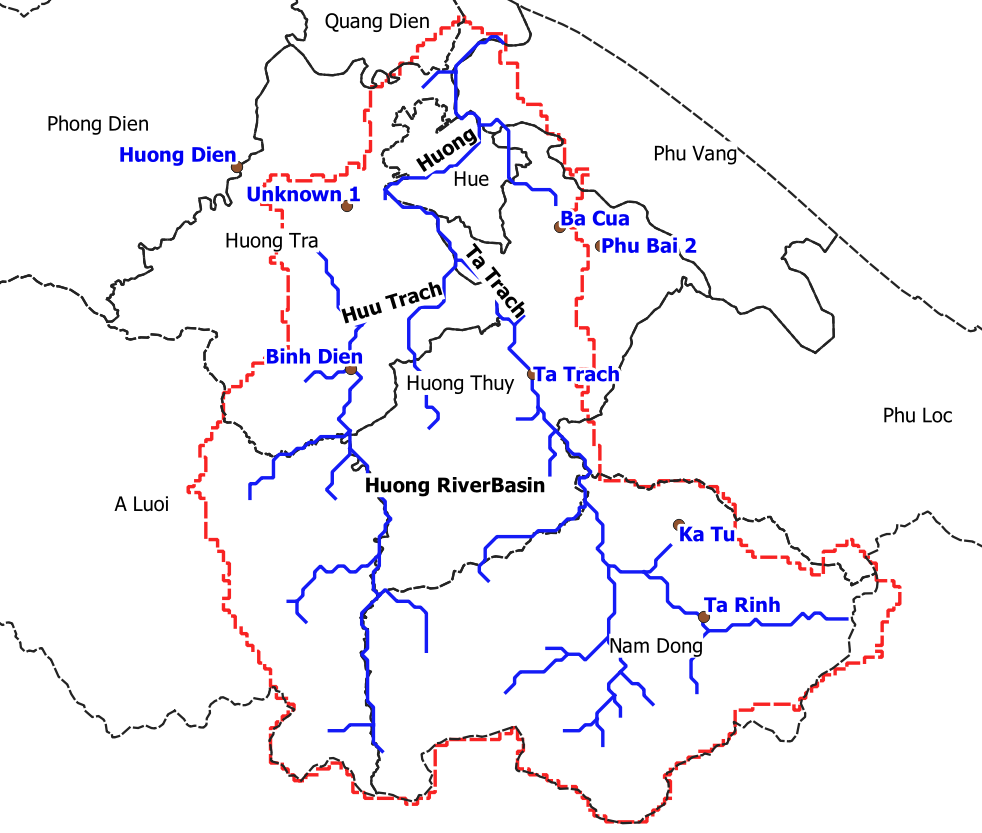 Quang Dien
Phong Dien
Huong Dien
Huong
Phu Vang
Hue
Unknown 1
Ba Cua
Huong Tra
Phu Bai 2
Ta Trach
Huu Trach
Binh Dien
Huong Thuy
Ta Trach
Phu Loc
Huong RiverBasin
A Luoi
Ka Tu
Ta Rinh
Nam Dong